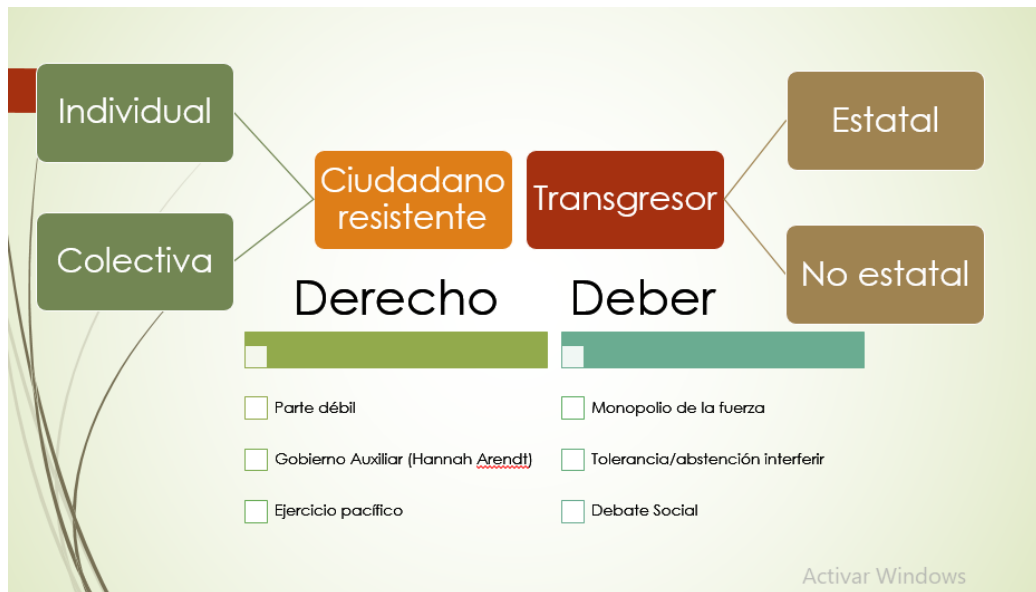 Individual
Colectiva
Ciudadano
resistente
Transgresor
Estatal
No estatal
Derecho
Parte débil
Gobierno Auxiliar (Hannah Arendt)
Ejercicio pacífico
Deber
Monopolio de la fuerza
Tolerancia/abstención interferir
Debate Social
Activar Windows